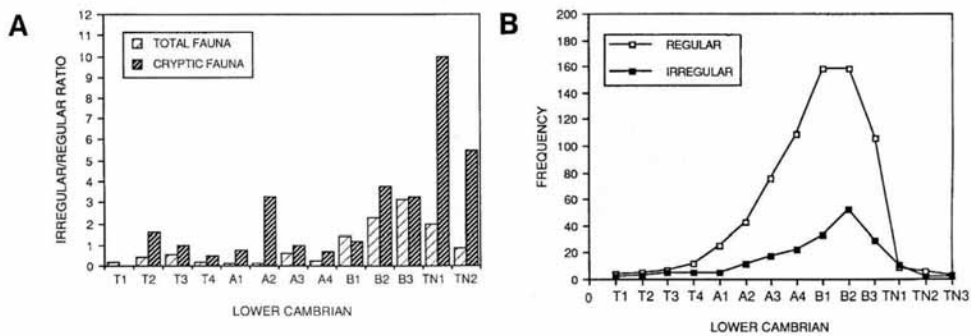 A
IRREGULAR/REGULAR RATIO
12
11
10
9
8
7
6
5
4
3
2
1
0
TOTAL FAUNA
CRYPTIC FAUNA
T1 T2 T3 T4 A1 A2 A3 A4 B1 B2 B3 TN1 TN2
LOWER CAMBRIAN
B
FREQUENCY
200
180
160
140
120
100
80
60
40
20
0
REGULAR
IRREGULAR
0 T1 T2 T3 T4 A1 A2 A3 A4 B1 B2 B3 TN1 TN2 TN3
LOWER CAMBRIAN